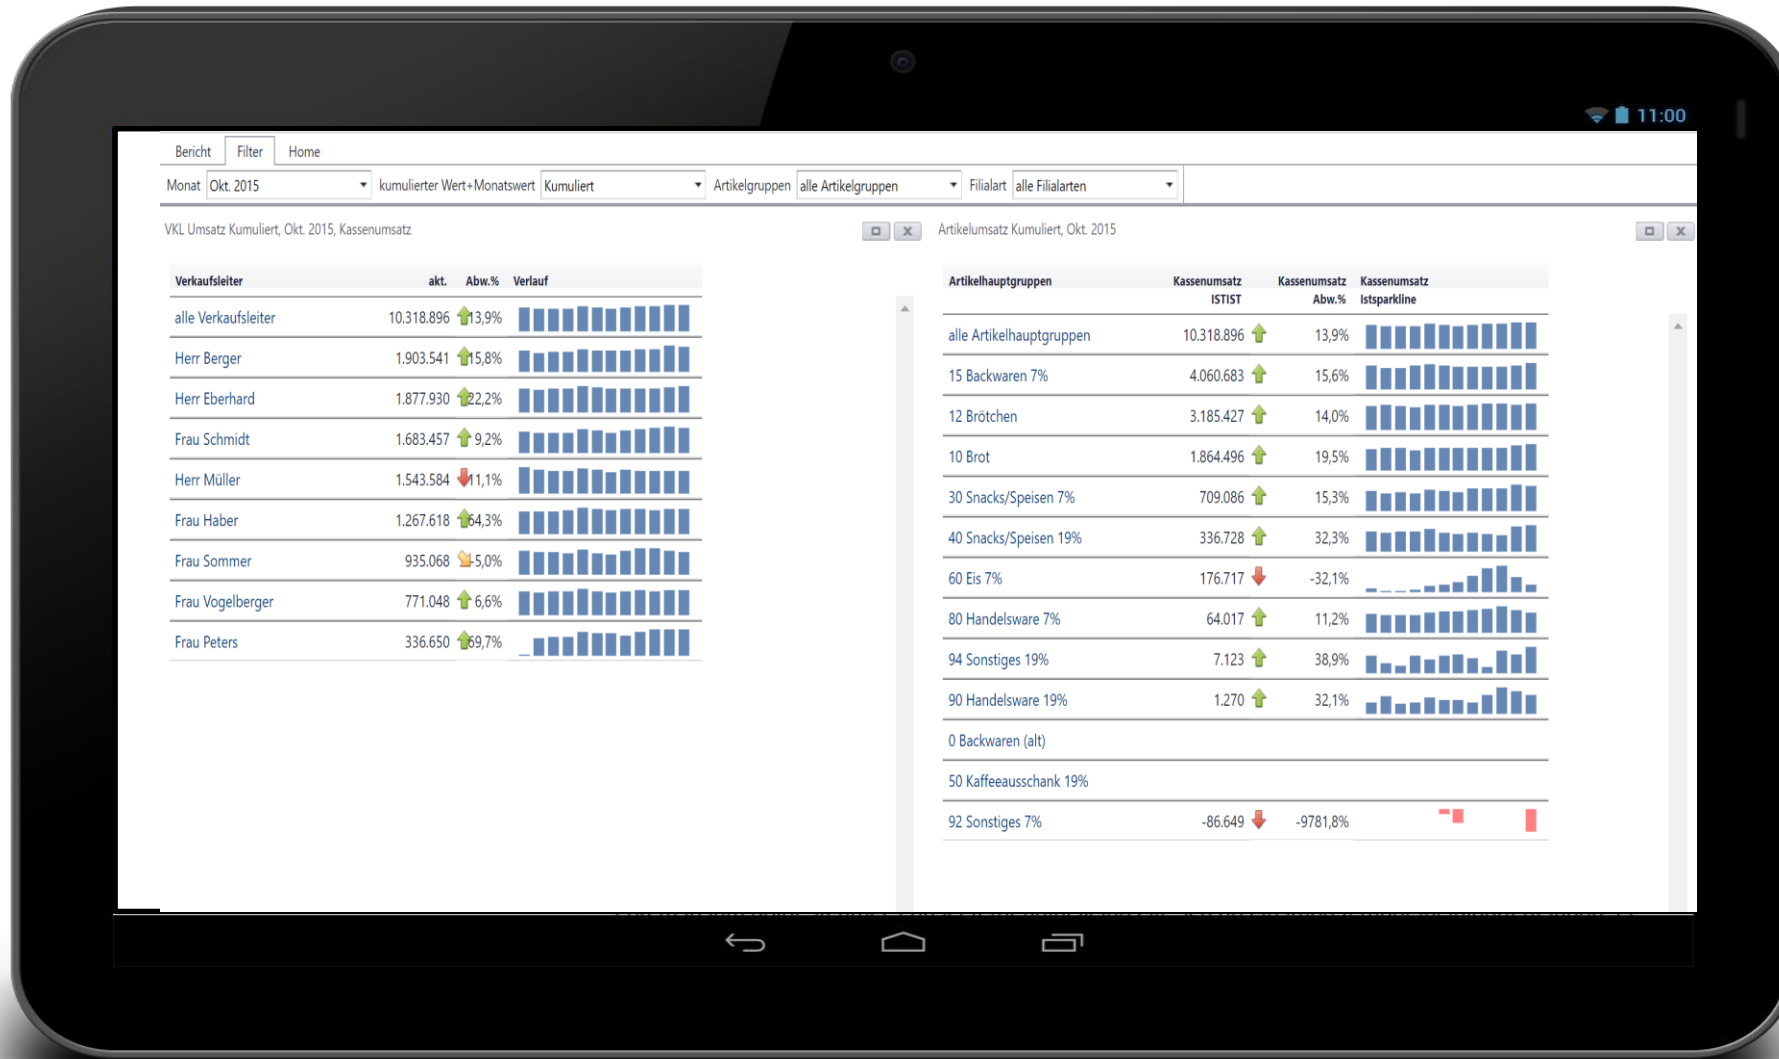 11:00
Bericht Filter Home
Monat Okt. 2015 kumulierter Wert+Monatswert Kumuliert Artikelgruppen alle Artikelgruppen Filialart alle Filialarten
VKL Umsatz Kumuliert, Okt. 2015, Kassenumsatz
Verkaufsleiter akt. Abw.% Verlauf
alle Verkaufsleiter 10.318.896 13,9%
Herr Berger 1.903.541 15,8%
Herr Eberhard 1.877.930 22,2%
Frau Schmidt 1.683.457 9,2%
Herr Müller 1.543.584 11,1%
Frau Haber 1.267.618 64,3%
Frau Sommer 935.068 -5,0%
Frau Vogelberger 771.048 6,6%
Frau Peters 336.650 69,7%
Artikelumsatz Kumuliert, Okt. 2015
Artikelhauptgruppen Kassenumsatz Kassenumsatz Kassenumsatz
ISTIST Abw.% Istsparkline
alle Artikelhauptgruppen 10.318.896 13,9%
15 Backwaren 7% 4.060.683 15,6%
12 Brötchen 3.185.427 14,0%
10 Brot 1.864.496 19,5%
30 Snacks/Speisen 7% 709.086 15,3%
40 Snacks/Speisen 19% 336.728 32,3%
60 Eis 7% 176.717 -32,1%
80 Handelsware 7% 64.017 11,2%
94 Sonstiges 19% 7.123 38,9%
90 Handelsware 19% 1.270 32,1%
0 Backwaren (alt)
50 Kaffeeausschank 19%
92 Sonstiges 7% -86.649 -9781,8%